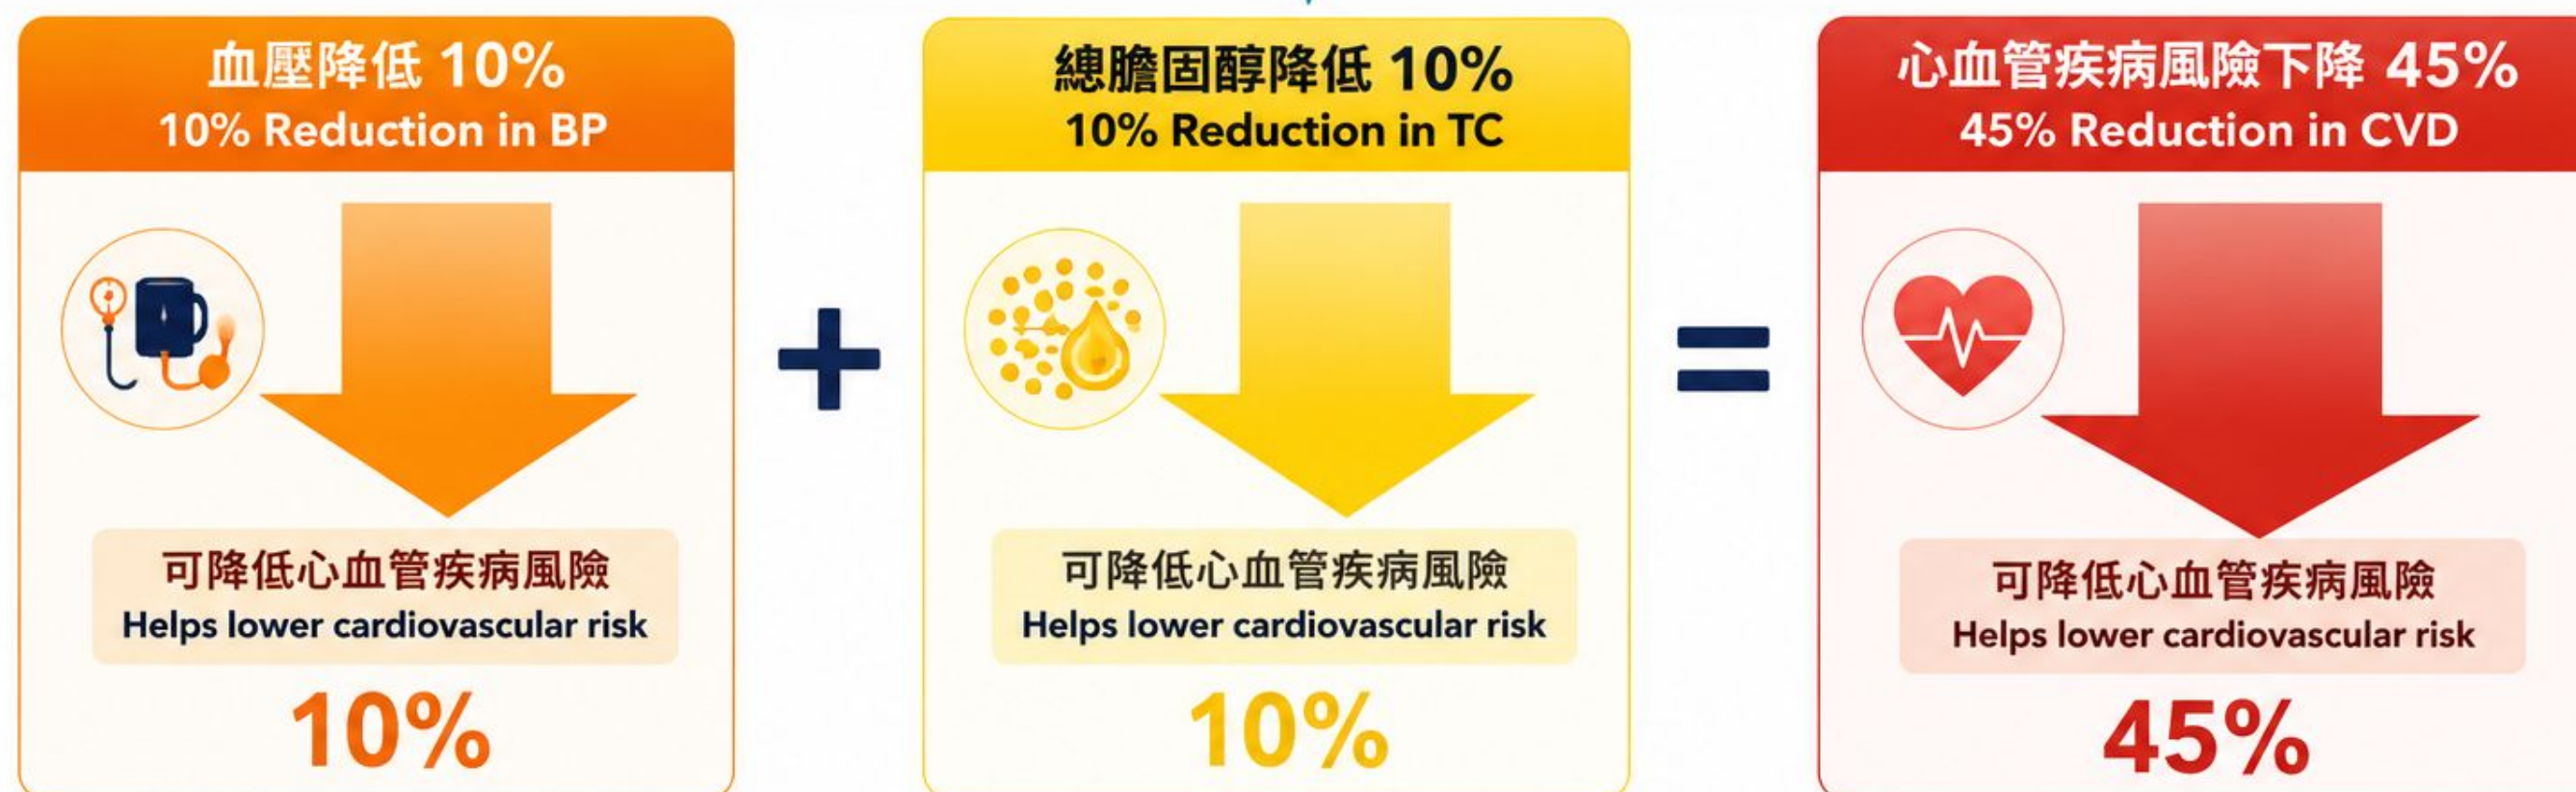 血壓降低 10%
10% Reduction in BP
可降低心血管疾病風險
Helps lower cardiovascular risk
10%
+
總膽固醇降低 10%
10% Reduction in TC
可降低心血管疾病風險
Helps lower cardiovascular risk
10%
=
心血管疾病風險下降 45%
45% Reduction in CVD
可降低心血管疾病風險
Helps lower cardiovascular risk
45%